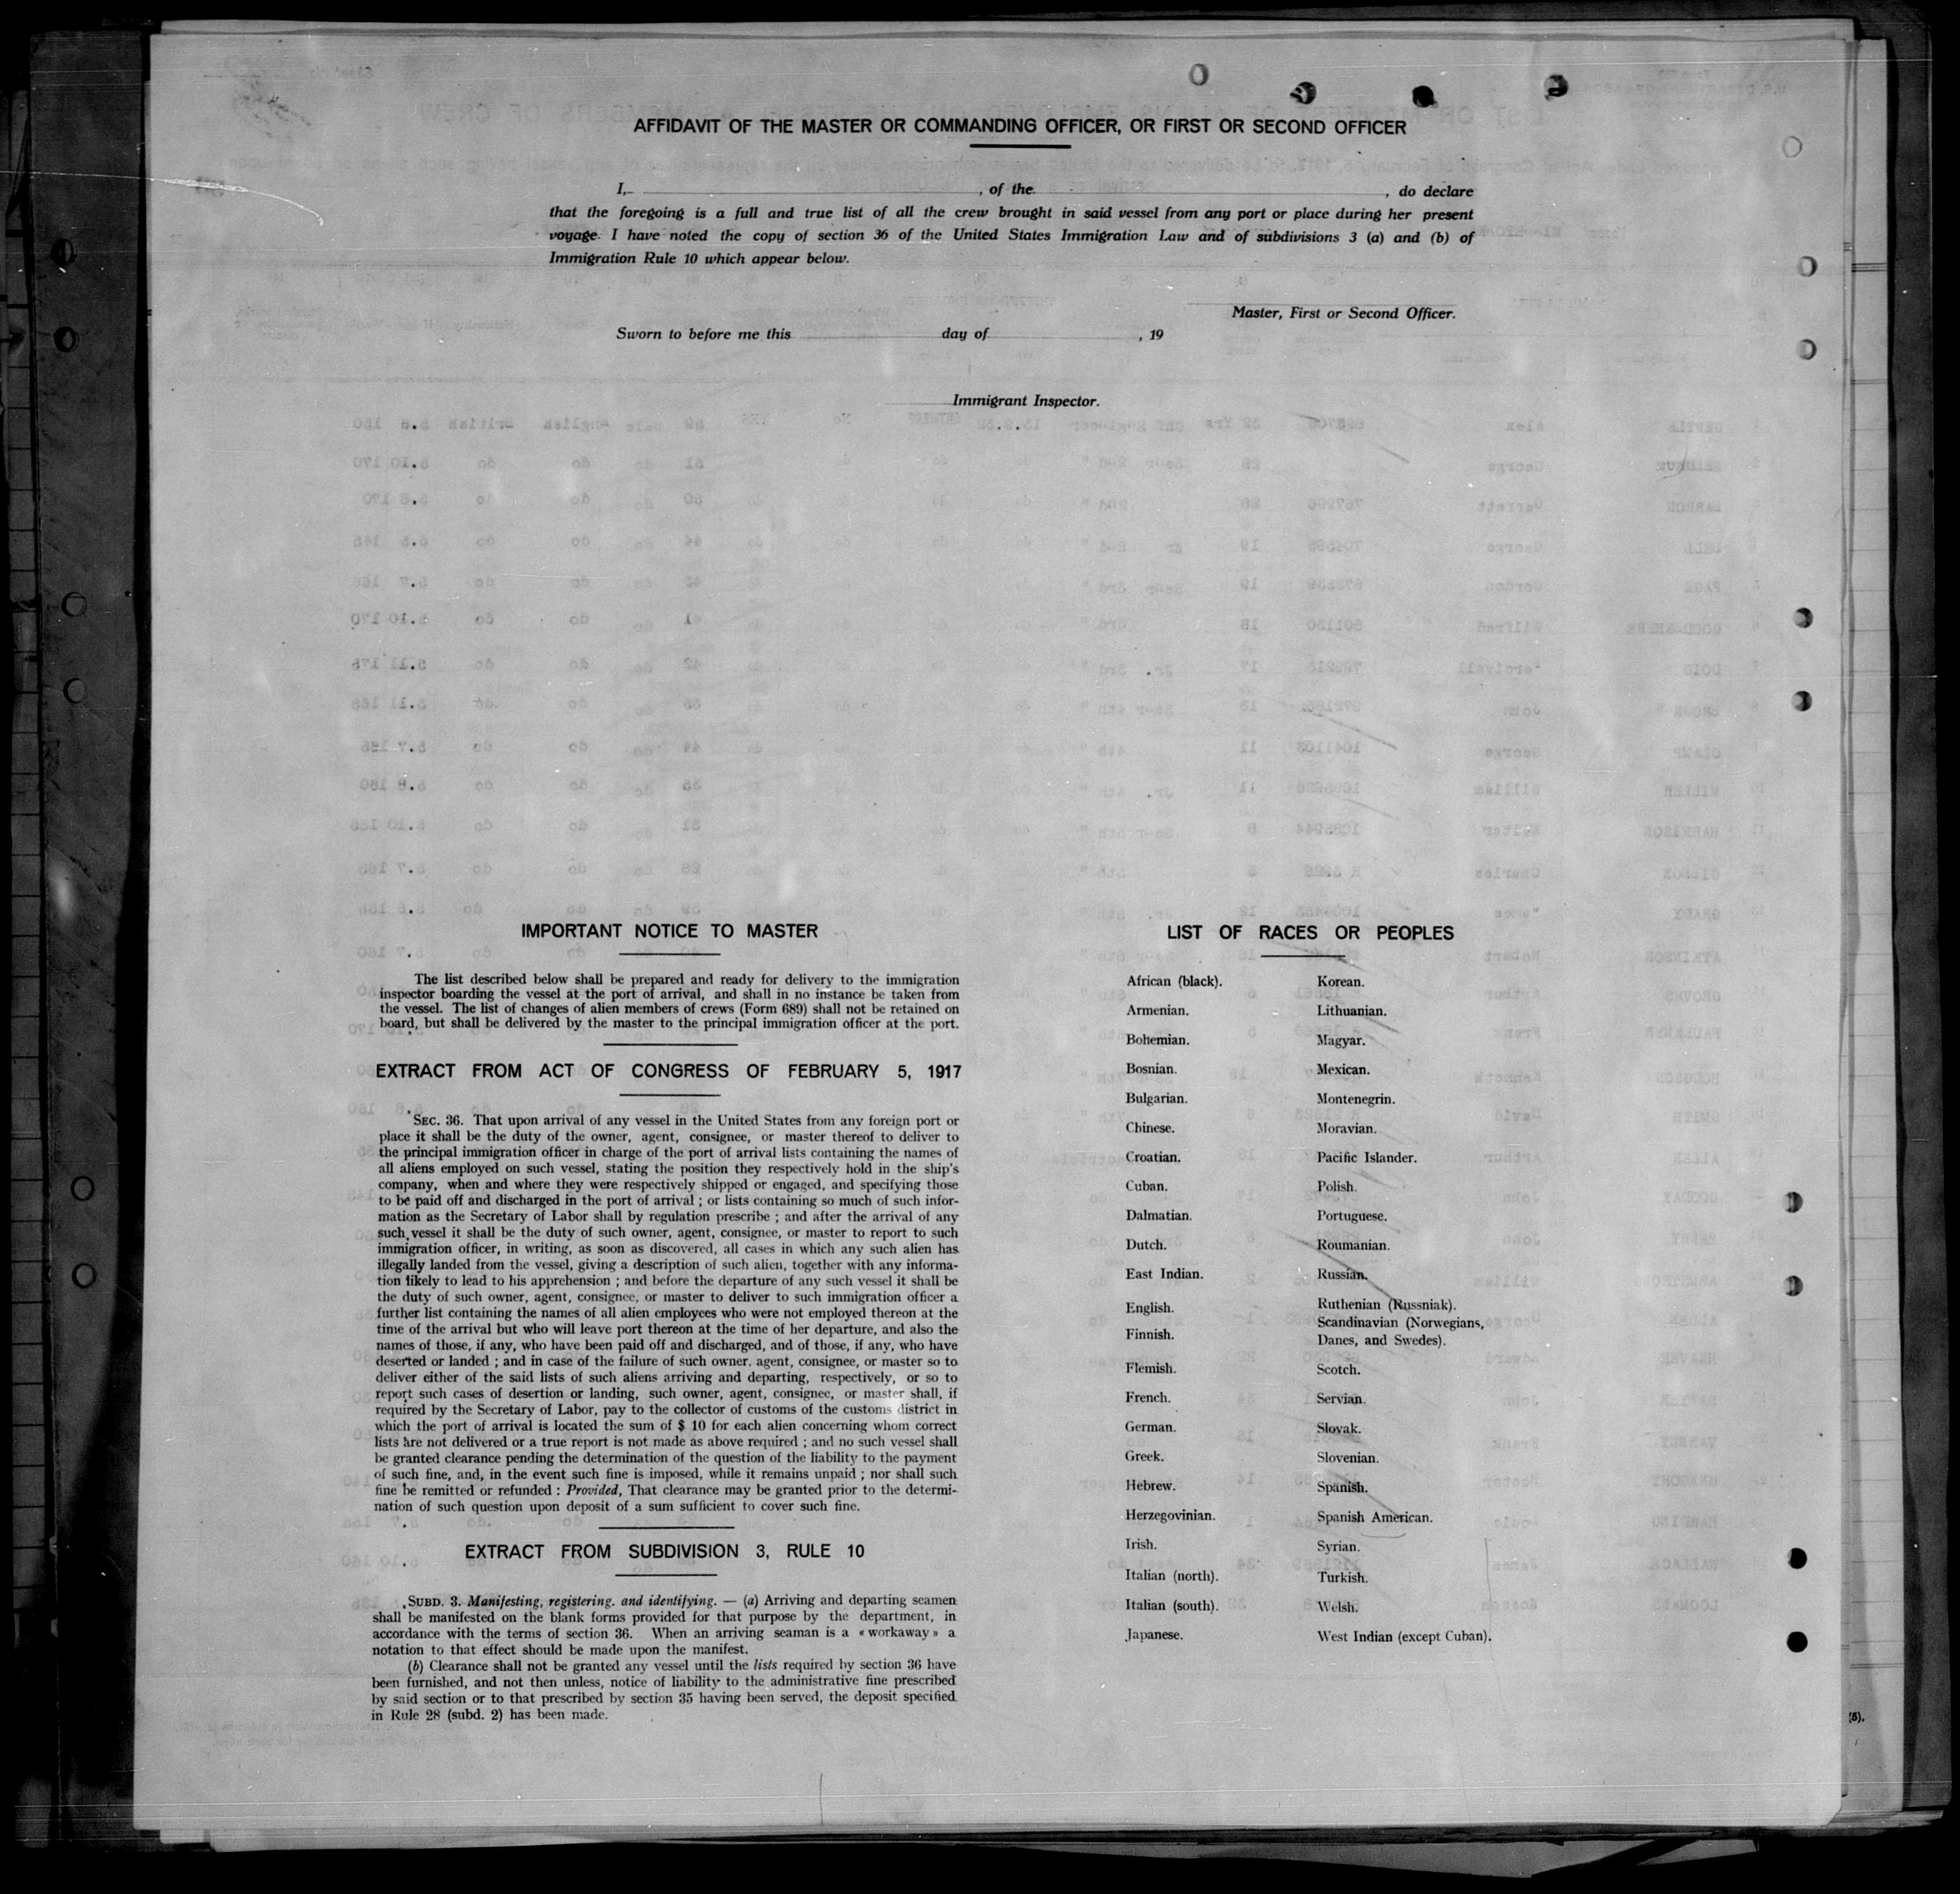 AFFIDAVIT OF THE MASTER OR COMMANDING OFFICER, OR FIRST OR SECOND OFFICER
I, , of the , do declare
that the foregoing is a full and true list of all the crew brought in said vessel from any port or place during her present
voyage. I have noted the copy of section 36 of the United States Immigration Law and of subdivisions 3 (a) and (b) of
Immigration Rule 10 which appear below.
Master, First or Second Officer.
Sworn to before me this day of , 19
Immigrant Inspector.
IMPORTANT NOTICE TO MASTER
The list described below shall be prepared and ready for delivery to the immigration
inspector boarding the vessel at the port of arrival, and shall in no instance be taken from
the vessel. The list of changes of alien members of crews (Form 689) shall not be retained on
board, but shall be delivered by the master to the principal immigration officer at the port.
EXTRACT FROM ACT OF CONGRESS OF FEBRUARY 5, 1917
SEC. 36. That upon arrival of any vessel in the United States from any foreign port or
place it shall be the duty of the owner, agent, consignee, or master thereof to deliver to
the principal immigration officer in charge of the port of arrival lists containing the names of
all aliens employed on such vessel, stating the position they respectively hold in the ship's
company, when and where they were respectively shipped or engaged, and specifying those
to be paid off and discharged in the port of arrival ; or lists containing so much of such infor-
mation as the Secretary of Labor shall by regulation prescribe ; and after the arrival of any
such vessel it shall be the duty of such owner, agent, consignee, or master to report to such
immigration officer, in writing, as soon as discovered, all cases in which any such alien has
illegally landed from the vessel, giving a description of such alien, together with any informa-
tion likely to lead to his apprehension ; and before the departure of any such vessel it shall be
the duty of such owner, agent, consignee, or master to deliver to such immigration officer a
further list containing the names of all alien employees who were not employed thereon at the
time of the arrival but who will leave port thereon at the time of her departure, and also the
names of those, if any, who have been paid off and discharged, and of those, if any, who have
deserted or landed ; and in case of the failure of such owner, agent, consignee, or master so to
deliver either of the said lists of such aliens arriving and departing, respectively, or so to
report such cases of desertion or landing, such owner, agent, consignee, or master shall, if
required by the Secretary of Labor, pay to the collector of customs of the customs district in
which the port of arrival is located the sum of $ 10 for each alien concerning whom correct
lists are not delivered or a true report is not made as above required ; and no such vessel shall
be granted clearance pending the determination of the question of the liability to the payment
of such fine, and, in the event such fine is imposed, while it remains unpaid ; nor shall such
fine be remitted or refunded : Provided, That clearance may be granted prior to the determi-
nation of such question upon deposit of a sum sufficient to cover such fine.
EXTRACT FROM SUBDIVISION 3, RULE 10
SUBD. 3. Manifesting, registering. and identifying. — (a) Arriving and departing seamen
shall be manifested on the blank forms provided for that purpose by the department, in
accordance with the terms of section 36. When an arriving seaman is a « workaway » a
notation to that effect should be made upon the manifest.
(b) Clearance shall not be granted any vessel until the lists required by section 36 have
been furnished, and not then unless, notice of liability to the administrative fine prescribed
by said section or to that prescribed by section 35 having been served, the deposit specified
in Rule 28 (subd. 2) has been made.
LIST OF RACES OR PEOPLES
African (black).
Armenian.
Bohemian.
Bosnian.
Bulgarian.
Chinese.
Croatian.
Cuban.
Dalmatian.
Dutch.
East Indian.
English.
Finnish.
Flemish.
French.
German.
Greek.
Hebrew.
Herzegovinian.
Irish.
Italian (north).
Italian (south).
Japanese.
Korean.
Lithuanian.
Magyar.
Mexican.
Montenegrin.
Moravian.
Pacific Islander.
Polish.
Portuguese.
Roumanian.
Russian.
Ruthenian (Russniak).
Scandinavian (Norwegians,
Danes, and Swedes).
Scotch.
Servian.
Slovak.
Slovenian.
Spanish.
Spanish American.
Syrian.
Turkish.
Welsh.
West Indian (except Cuban).
(5),